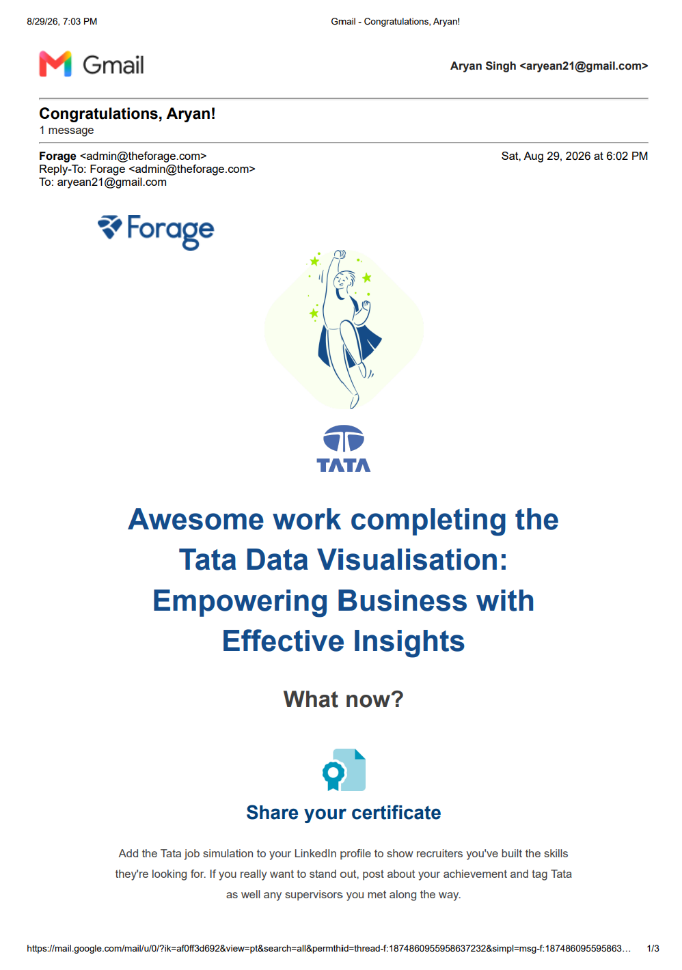 8/29/26, 7:03 PM
Gmail - Congratulations, Aryan!
Gmail
Aryan Singh <aryean21@gmail.com>
Congratulations, Aryan!
1 message
Forage <admin@theforage.com>
Sat, Aug 29, 2026 at 6:02 PM
Reply-To: Forage <admin@theforage.com>
To: aryean21@gmail.com
Forage
TATA
Awesome work completing the
Tata Data Visualisation:
Empowering Business with
Effective Insights
What now?
Share your certificate
Add the Tata job simulation to your LinkedIn profile to show recruiters you've built the skills
they're looking for. If you really want to stand out, post about your achievement and tag Tata
as well any supervisors you met along the way.
https://mail.google.com/mail/u/0/?ik=af0ff3d692&view=pt&search=all&permthid=thread-f:1874860955958637232&simpl=msg-f:187486095595863…
1/3